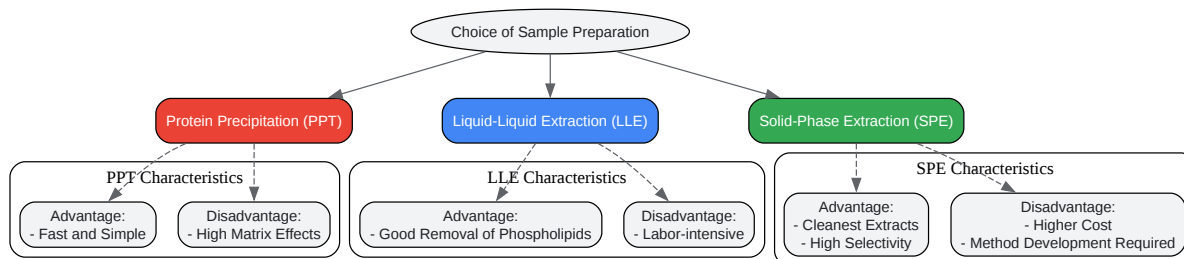 Choice of Sample Preparation
Protein Precipitation (PPT)
Liquid-Liquid Extraction (LLE)
Solid-Phase Extraction (SPE)
PPT Characteristics
Advantage:
- Fast and Simple
Disadvantage:
- High Matrix Effects
LLE Characteristics
Advantage:
- Good Removal of Phospholipids
Disadvantage:
- Labor-intensive
SPE Characteristics
Advantage:
- Cleanest Extracts
- High Selectivity
Disadvantage:
- Higher Cost
- Method Development Required